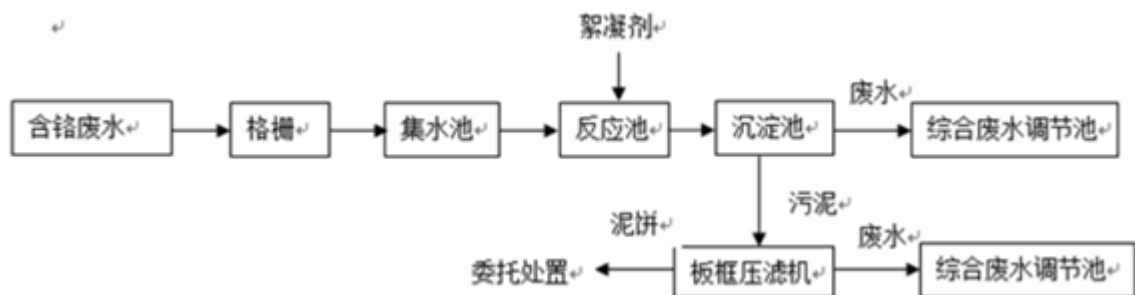 絮凝剂
含铬废水
格栅
集水池
反应池
沉淀池
废水
综合废水调节池
污泥
泥饼
废水
委托处置
板框压滤机
综合废水调节池